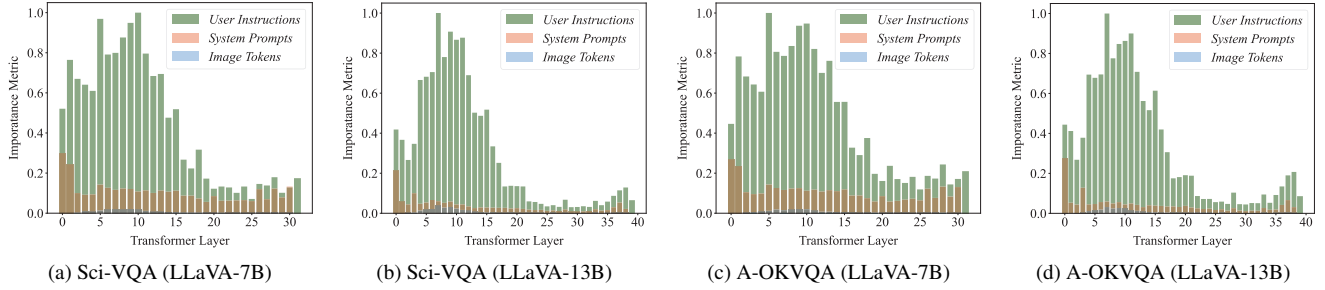 Imporatance Metric
1.0
0.8
0.6
0.4
0.2
0.0
User Instructions
System Prompts
Image Tokens
0 5 10 15 20 25 30
Transformer Layer
(a) Sci-VQA (LLaVA-7B)
Imporatance Metric
1.0
0.8
0.6
0.4
0.2
0.0
User Instructions
System Prompts
Image Tokens
0 5 10 15 20 25 30 35 40
Transformer Layer
(b) Sci-VQA (LLaVA-13B)
Imporatance Metric
1.0
0.8
0.6
0.4
0.2
0.0
User Instructions
System Prompts
Image Tokens
0 5 10 15 20 25 30
Transformer Layer
(c) A-OKVQA (LLaVA-7B)
Imporatance Metric
1.0
0.8
0.6
0.4
0.2
0.0
User Instructions
System Prompts
Image Tokens
0 5 10 15 20 25 30 35 40
Transformer Layer
(d) A-OKVQA (LLaVA-13B)